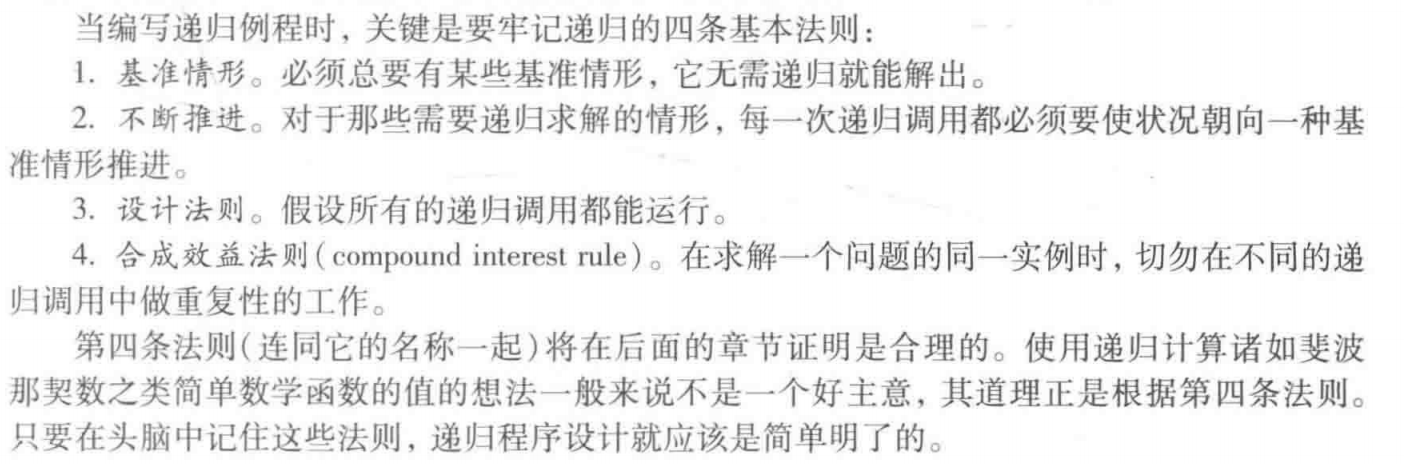 当编写递归例程时，关键是要牢记递归的四条基本法则：
1. 基准情形。必须总要有某些基准情形，它无需递归就能解出。
2. 不断推进。对于那些需要递归求解的情形，每一次递归调用都必须要使状况朝向一种基
准情形推进。
3. 设计法则。假设所有的递归调用都能运行。
4. 合成效益法则(compound interest rule)。在求解一个问题的同一实例时，切勿在不同的递
归调用中做重复性的工作。
第四条法则(连同它的名称一起)将在后面的章节证明是合理的。使用递归计算诸如斐波
那契数之类简单数学函数的值的想法一般来说不是一个好主意，其道理正是根据第四条法则。
只要在头脑中记住这些法则，递归程序设计就应该是简单明了的。